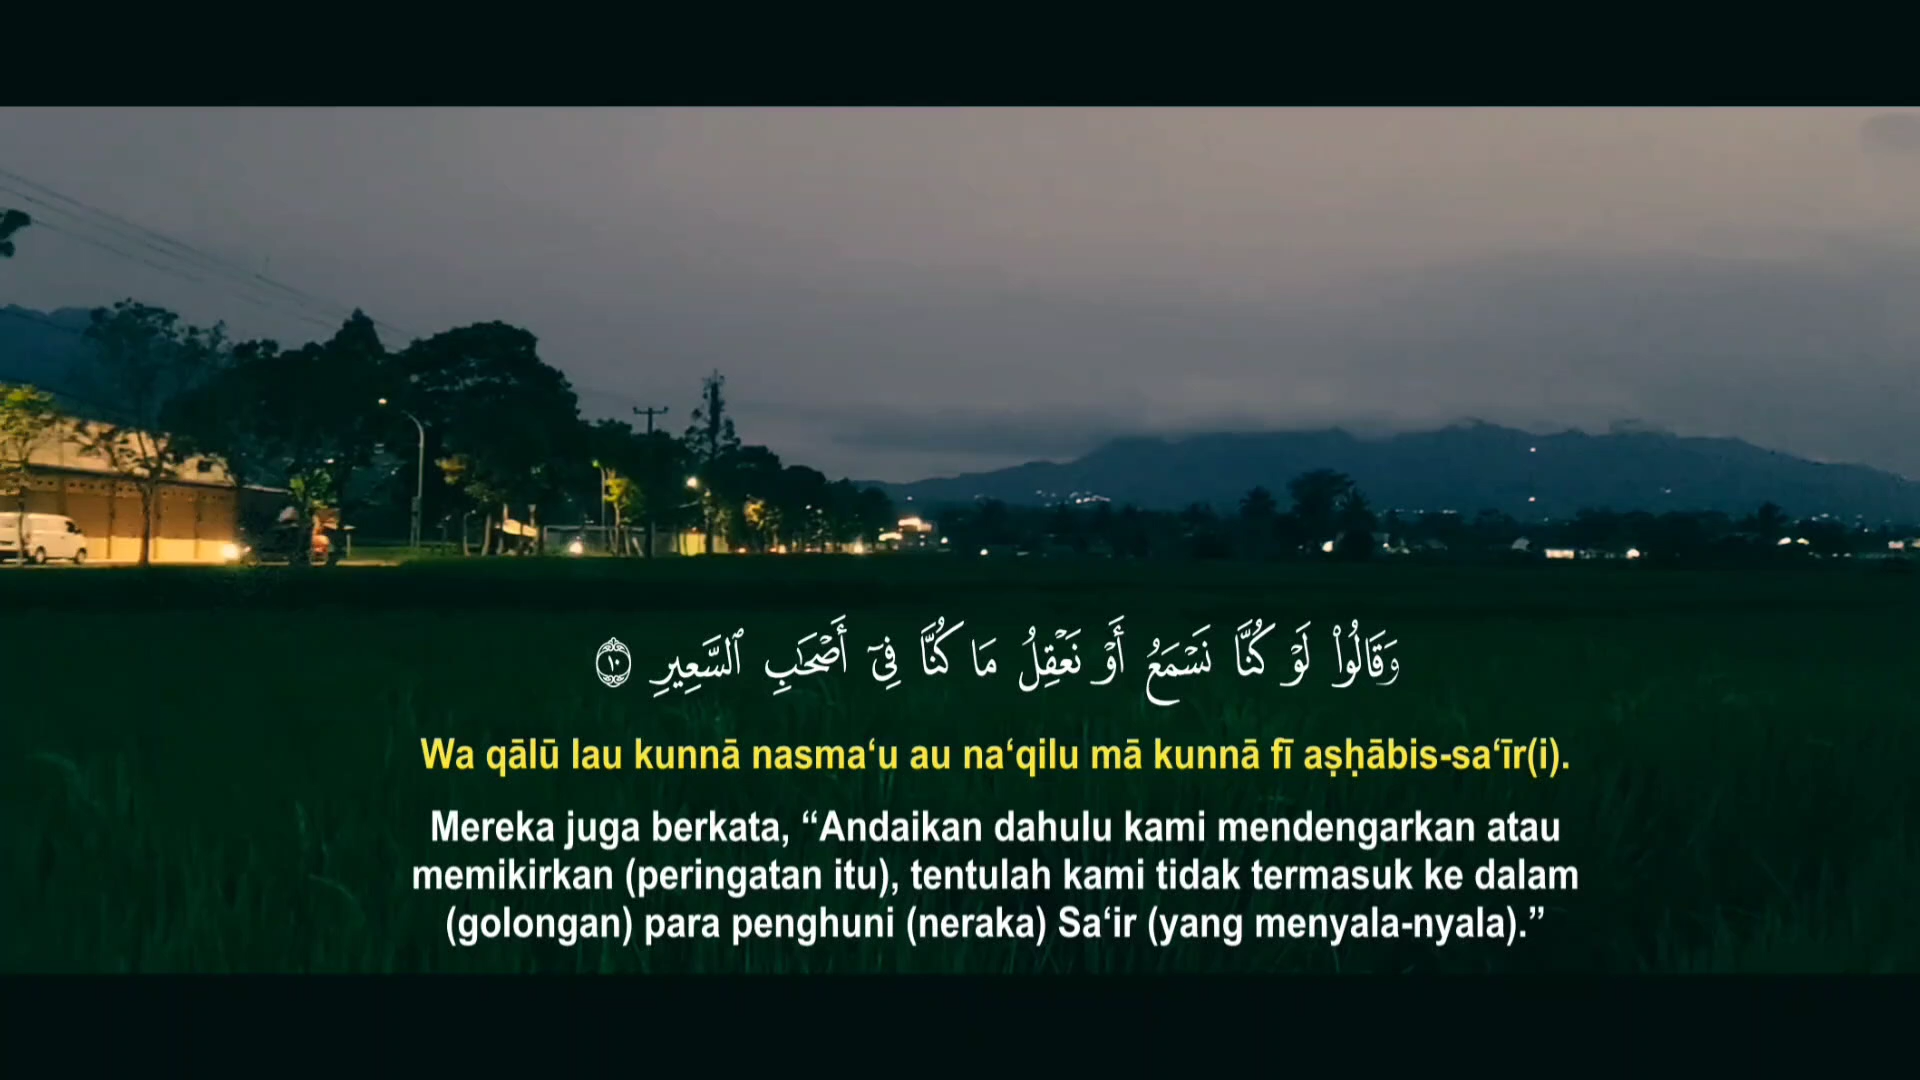 وَقَالُوا۟ لَوْ كُنَّا نَسْمَعُ أَوْ نَعْقِلُ مَا كُنَّا فِىٓ أَصْحَٰبِ ٱلسَّعِيرِ ١٠
Wa qālū lau kunnā nasma‘u au na‘qilu mā kunnā fī aṣḥābis-sa‘īr(i).
Mereka juga berkata, “Andaikan dahulu kami mendengarkan atau
memikirkan (peringatan itu), tentulah kami tidak termasuk ke dalam
(golongan) para penghuni (neraka) Sa‘ir (yang menyala-nyala).”